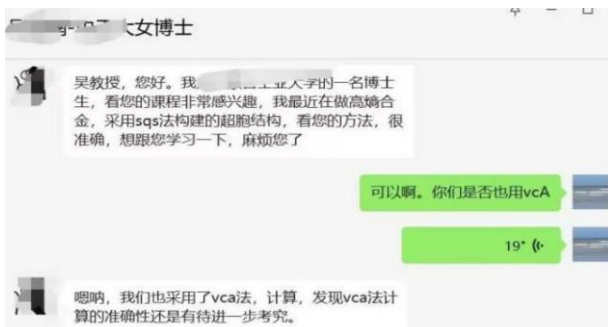 大女博士
吴教授，您好。我
业大学的一名博士
生，看您的课程非常感兴趣，我最近在做高熵合
金，采用sqs法构建的超胞结构，看您的方法，很
准确，想跟您学习一下，麻烦您了
可以啊。你们是否也用vcA
19"
嗯呐，我们也采用了vca法，计算，发现vca法计
算的准确性还是有待进一步考究。